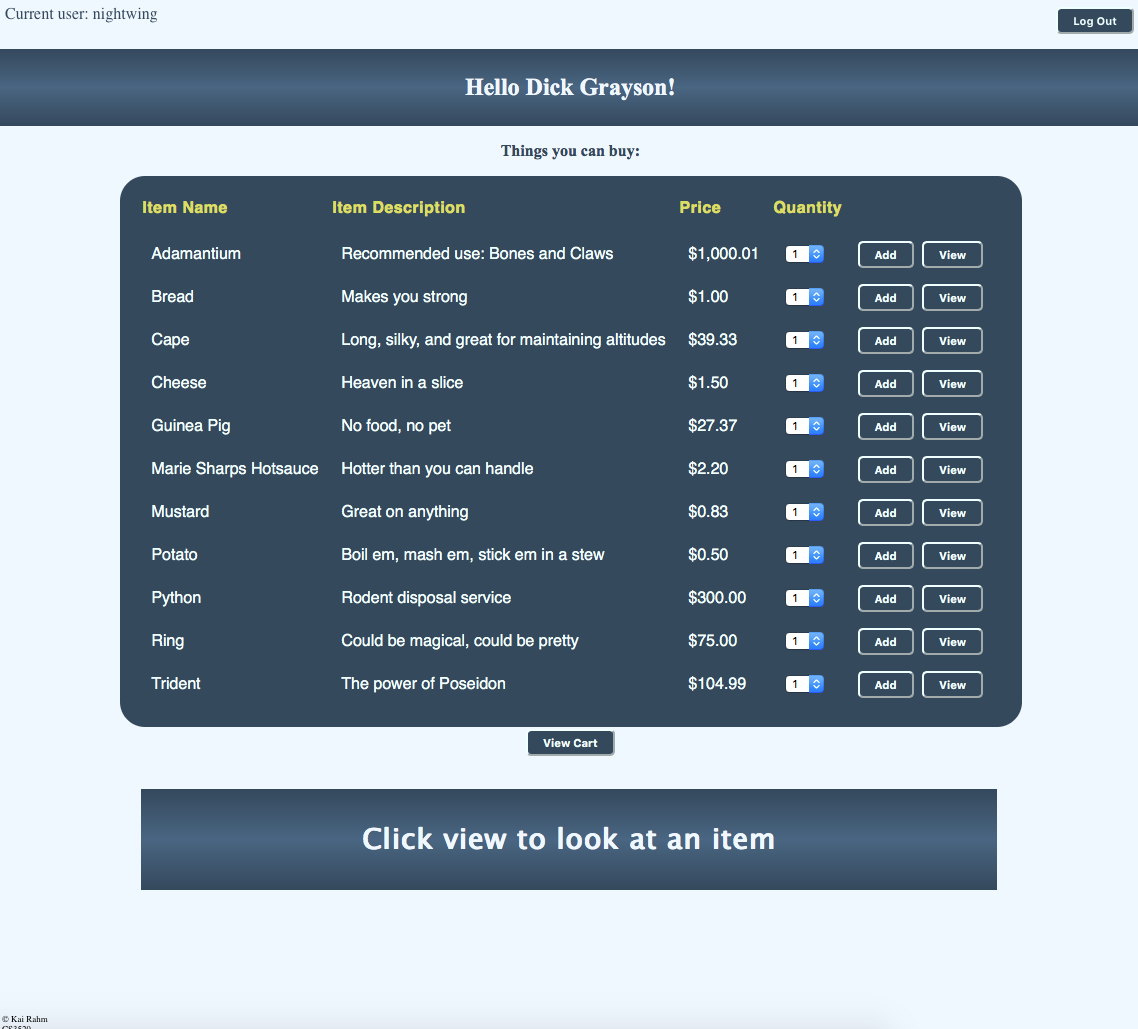 Current user: nightwing
Log Out
Hello Dick Grayson!
Things you can buy:
Item Name Item Description Price Quantity
Adamantium Recommended use: Bones and Claws $1,000.01 1 Add View
Bread Makes you strong $1.00 1 Add View
Cape Long, silky, and great for maintaining altitudes $39.33 1 Add View
Cheese Heaven in a slice $1.50 1 Add View
Guinea Pig No food, no pet $27.37 1 Add View
Marie Sharps Hotsauce Hotter than you can handle $2.20 1 Add View
Mustard Great on anything $0.83 1 Add View
Potato Boil em, mash em, stick em in a stew $0.50 1 Add View
Python Rodent disposal service $300.00 1 Add View
Ring Could be magical, could be pretty $75.00 1 Add View
Trident The power of Poseidon $104.99 1 Add View
View Cart
Click view to look at an item
© Kai Rahm